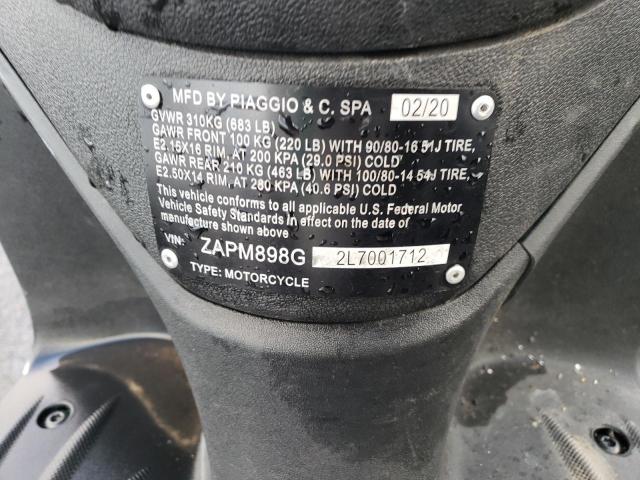 MFD BY PIAGGIO & C. SPA 02/20
GVWR 310KG (683 LB)
GAWR FRONT 100 KG (220 LB) WITH 90/80-16 51J TIRE,
E2.15X16 RIM, AT 200 KPA (29.0 PSI) COLD
GAWR REAR 210 KG (463 LB) WITH 100/80-14 54J TIRE,
E2.50X14 RIM, AT 280 KPA (40.6 PSI) COLD
This vehicle conforms to all applicable U.S. Federal Motor
Vehicle Safety Standards in effect on the date of
manufacture shown above
VIN: ZAPM898G 2L7001712
TYPE: MOTORCYCLE